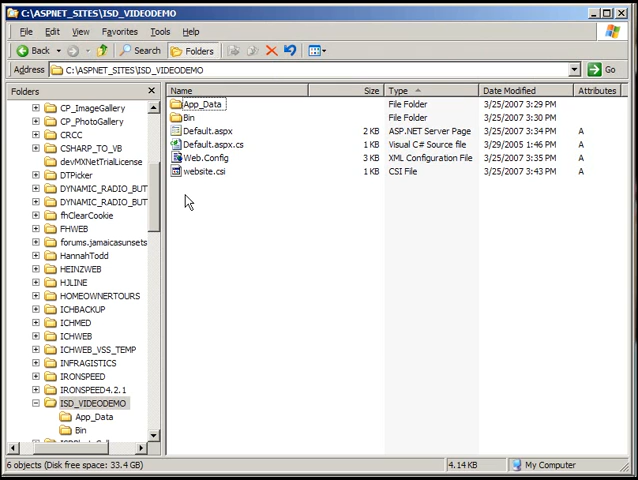 C:\ASPNET_SITES\ISD_VIDEODEMO
File Edit View Favorites Tools Help
Back Search Folders
Address C:\ASPNET_SITES\ISD_VIDEODEMO Go
Folders
CP_ImageGallery
CP_PhotoGallery
CRCC
CSHARP_TO_VB
devMXNetTrialLicense
DTPicker
DYNAMIC_RADIO_BUT
DYNAMIC_RADIO_BUT
fhClearCookie
FHWEB
forums.jamaicasunsets
HannahTodd
HEINZWEB
HJLINE
HOMEOWNERTOURS
ICHBACKUP
ICHMED
ICHWEB
ICHWEB_VSS_TEMP
INFRAGISTICS
IRONSPEED
IRONSPEED4.2.1
ISD_VIDEODEMO
App_Data
Bin
Name Size Type Date Modified Attributes
App_Data File Folder 3/25/2007 3:29 PM
Bin File Folder 3/25/2007 3:30 PM
Default.aspx 2 KB ASP.NET Server Page 3/25/2007 3:34 PM A
Default.aspx.cs 1 KB Visual C# Source file 3/29/2005 1:46 PM A
Web.Config 3 KB XML Configuration File 3/25/2007 3:35 PM A
website.csi 1 KB CSI File 3/25/2007 3:43 PM A
6 objects (Disk free space: 33.4 GB) 4.14 KB My Computer